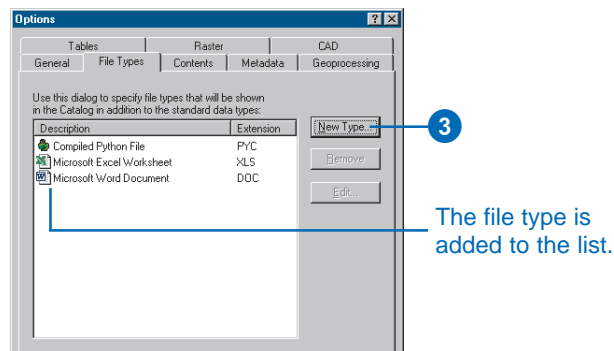 Options
Tables Raster CAD
General File Types Contents Metadata Geoprocessing
Use this dialog to specify file types that will be shown
in the Catalog in addition to the standard data types:
Description Extension
Compiled Python File PYC
Microsoft Excel Worksheet XLS
Microsoft Word Document DOC
New Type...
Remove
Edit...
3
The file type is
added to the list.